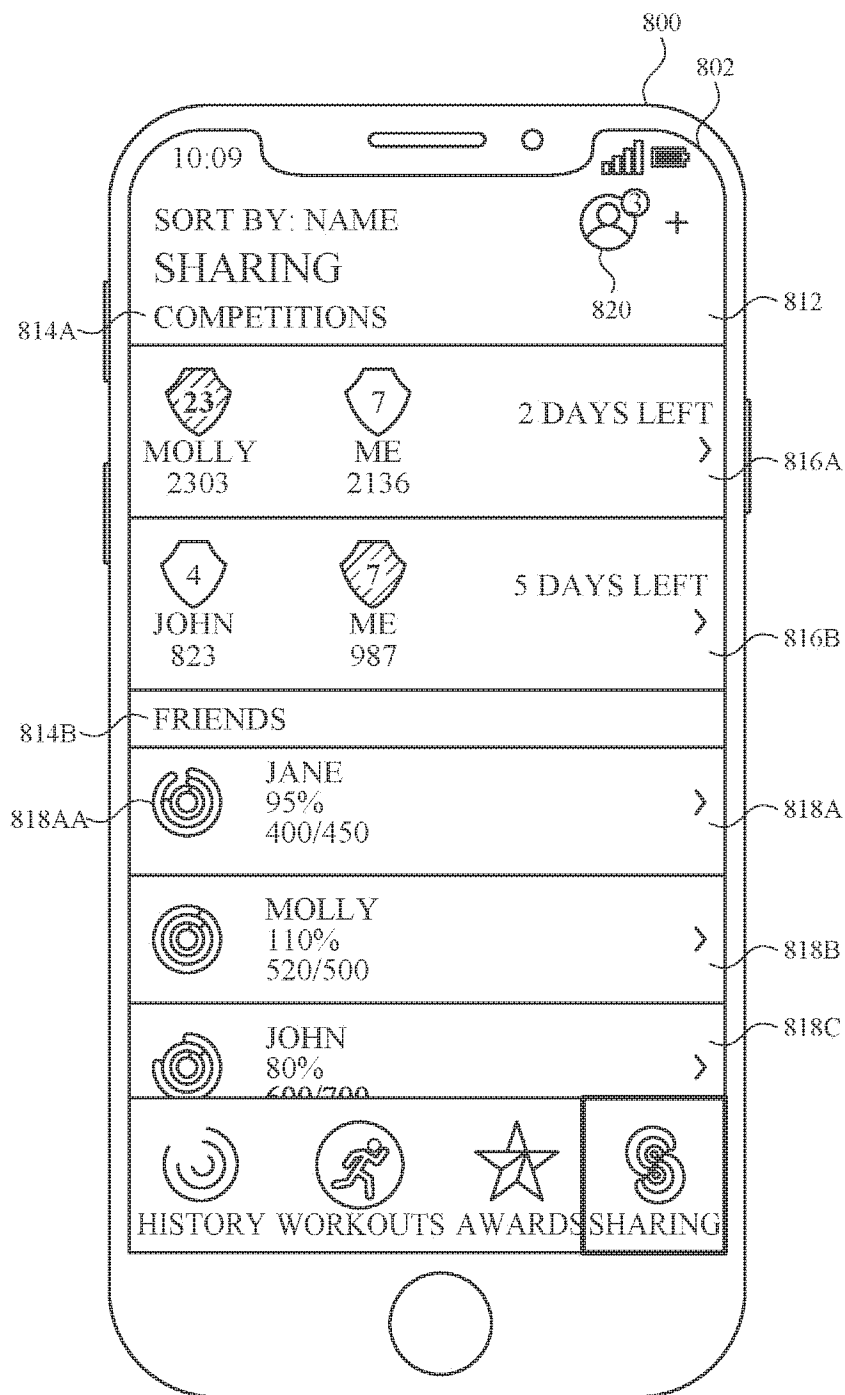 800
802
10:09
SORT BY: NAME
3
+
SHARING
820
812
814A
COMPETITIONS
23
7
2 DAYS LEFT
MOLLY
ME
>
2303
2136
816A
4
7
5 DAYS LEFT
JOHN
ME
>
823
987
816B
814B
FRIENDS
JANE
818AA
95%
>
818A
400/450
MOLLY
110%
>
818B
520/500
818C
JOHN
80%
>
HISTORY WORKOUTS AWARDS SHARING